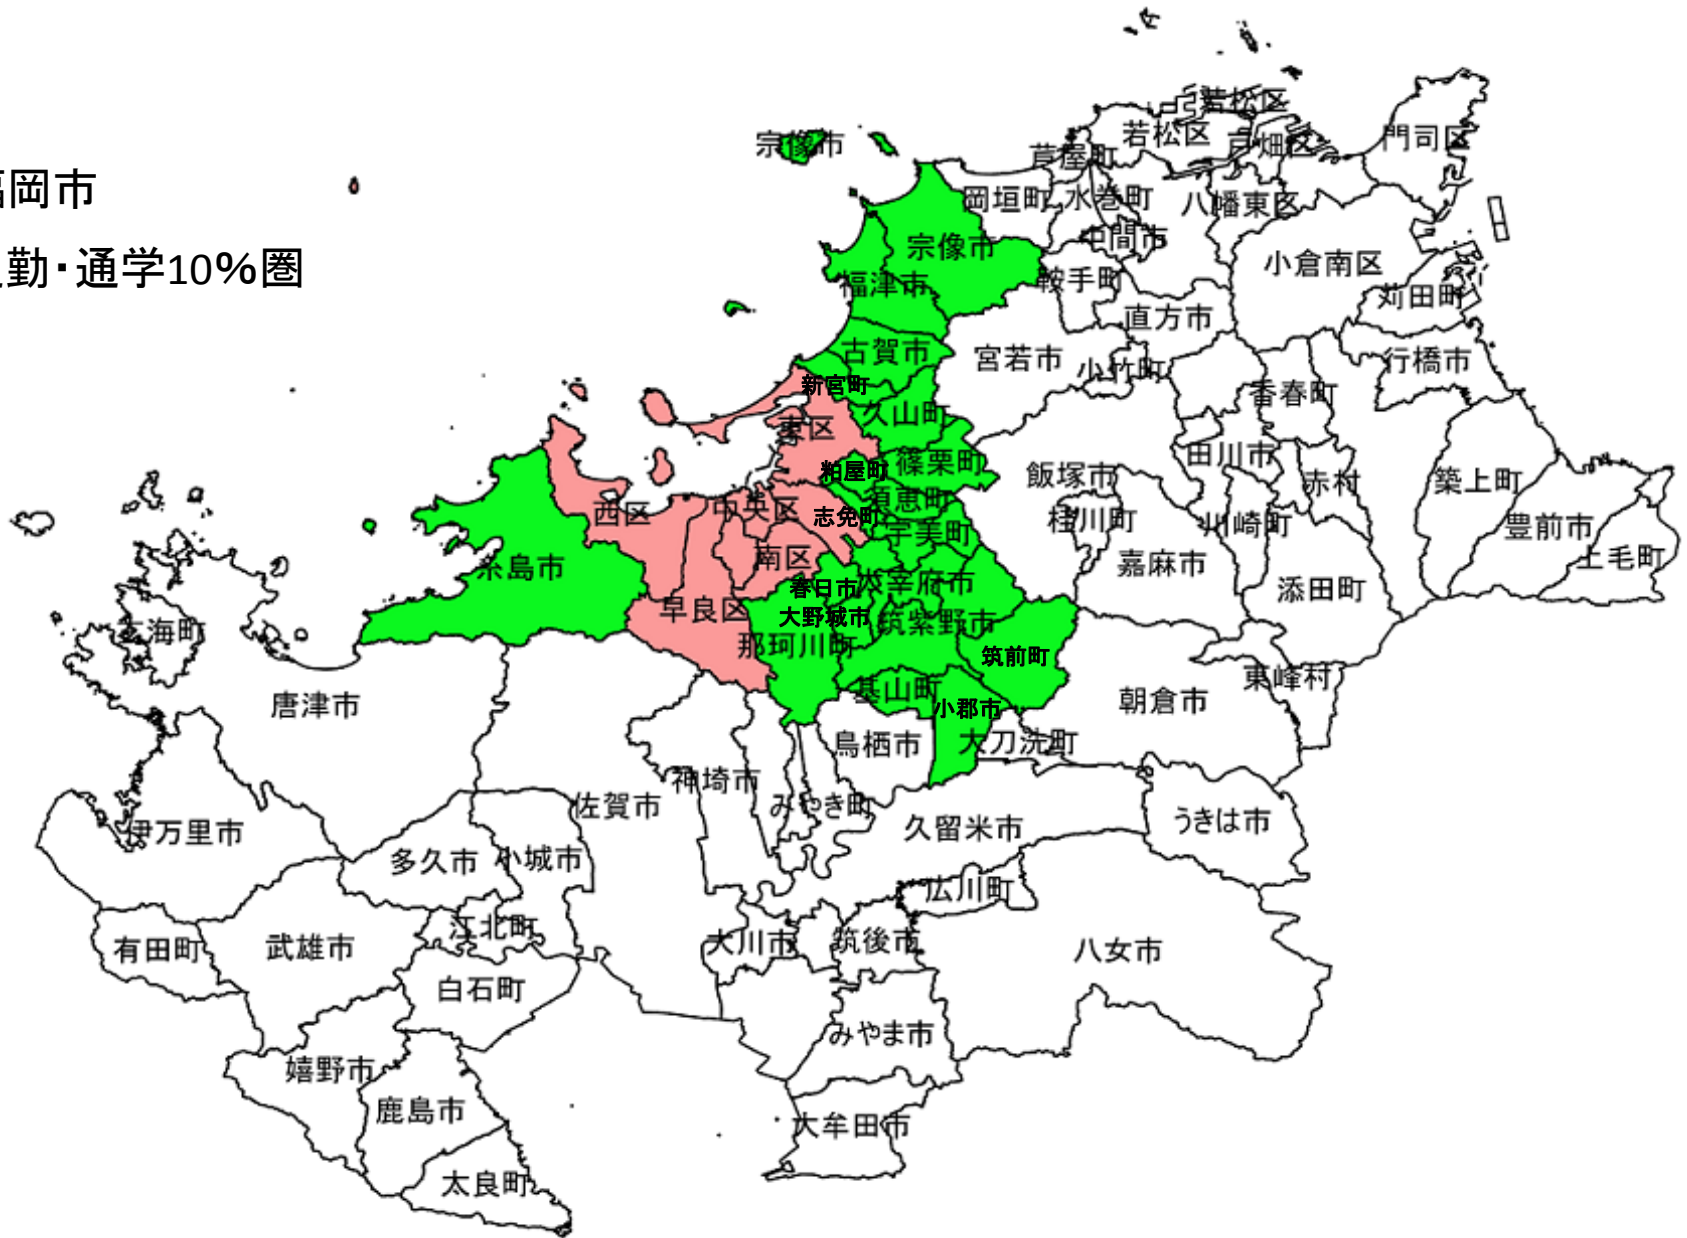 岡市
勤・通学10%圏
若松区
若松区
戸畑区
門司区
宗像市
芦屋町
岡垣町
水巻町
八幡東区
中間市
宗像市
小倉南区
鞍手町
福津市
苅田町
直方市
古賀市
宮若市
小竹町
行橋市
新宮町
香春町
久山町
東区
田川市
篠栗町
粕屋町
飯塚市
赤村
築上町
須恵町
西区
中央区
志免町
桂川町
川崎町
豊前市
宇美町
南区
上毛町
糸島市
嘉麻市
太宰府市
春日市
添田町
早良区
大野城市
筑紫野市
海町
那珂川町
筑前町
東峰村
基山町
唐津市
小郡市
朝倉市
鳥栖市
大刀洗町
神埼市
佐賀市
みやき町
うきは市
伊万里市
久留米市
多久市
小城市
広川町
江北町
有田町
武雄市
大川市
筑後市
八女市
白石町
みやま市
嬉野市
鹿島市
大牟田市
太良町